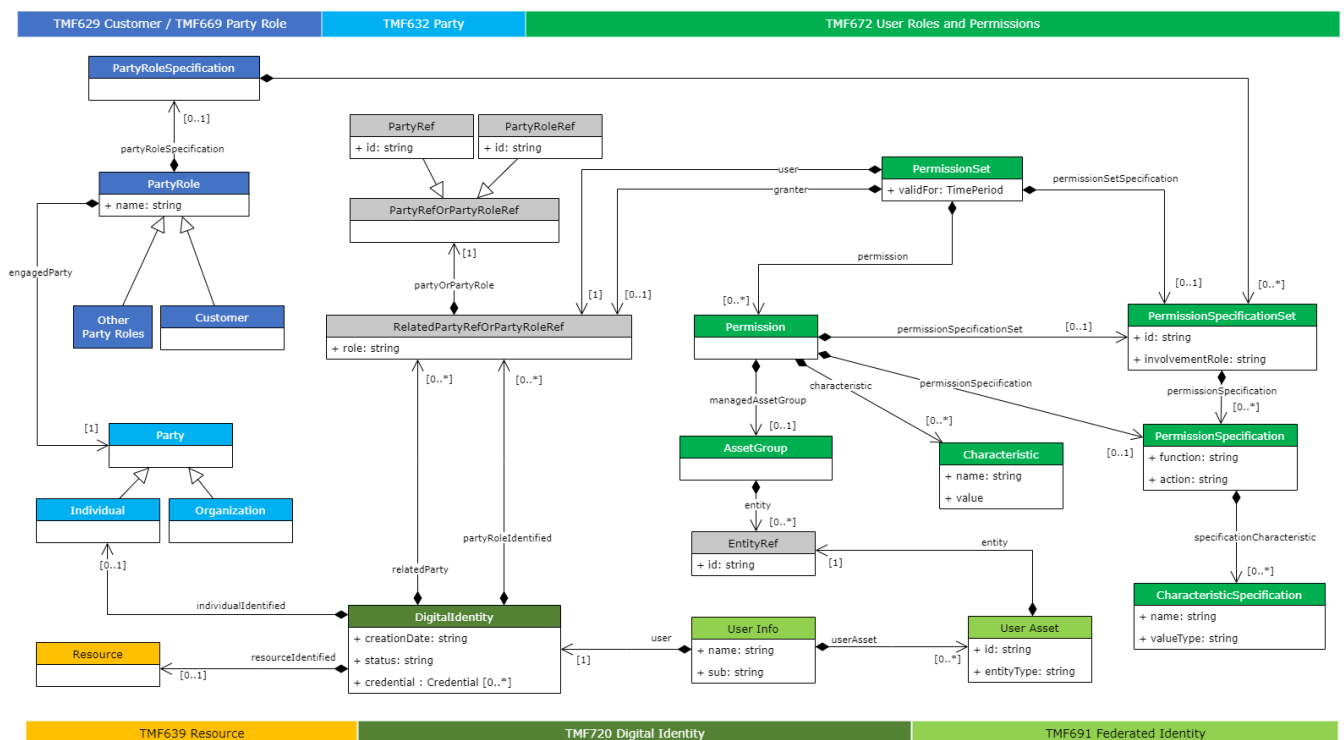 TMF629 Customer / TMF669 Party Role
TMF632 Party
TMF672 User Roles and Permissions
PartyRoleSpecification
[0..1]
partyRoleSpecification
PartyRole
+ name: string
engagedParty
Other
Party Roles
Customer
[1]
Party
Individual
Organization
[0..1]
individualIdentified
Resource
resourceIdentified
[0..1]
PartyRef
+ id: string
PartyRoleRef
+ id: string
PartyRefOrPartyRoleRef
[1]
partyOrPartyRole
RelatedPartyRefOrPartyRoleRef
+ role: string
[0..*]
[0..*]
partyRoleIdentified
relatedParty
DigitalIdentity
+ creationDate: string
+ status: string
+ credential : Credential [0..*]
user
granter
[1]
[0..1]
PermissionSet
+ validFor: TimePeriod
permissionSetSpecification
permission
[0..*]
[0..1]
[0..*]
Permission
permissionSpecificationSet
[0..1]
PermissionSpecificationSet
+ id: string
+ involvementRole: string
characteristic
permissionSpeciification
permissionSpecification
managedAssetGroup
[0..*]
[0..*]
[0..1]
[0..1]
AssetGroup
Characteristic
+ name: string
+ value
PermissionSpecification
+ function: string
+ action: string
entity
[0..*]
EntityRef
+ id: string
entity
[1]
specificationCharacteristic
[0..*]
CharacteristicSpecification
+ name: string
+ valueType: string
user
[1]
User Info
+ name: string
+ sub: string
userAsset
[0..*]
User Asset
+ id: string
+ entityType: string
TMF639 Resource
TMF720 Digital Identity
TMF691 Federated Identity